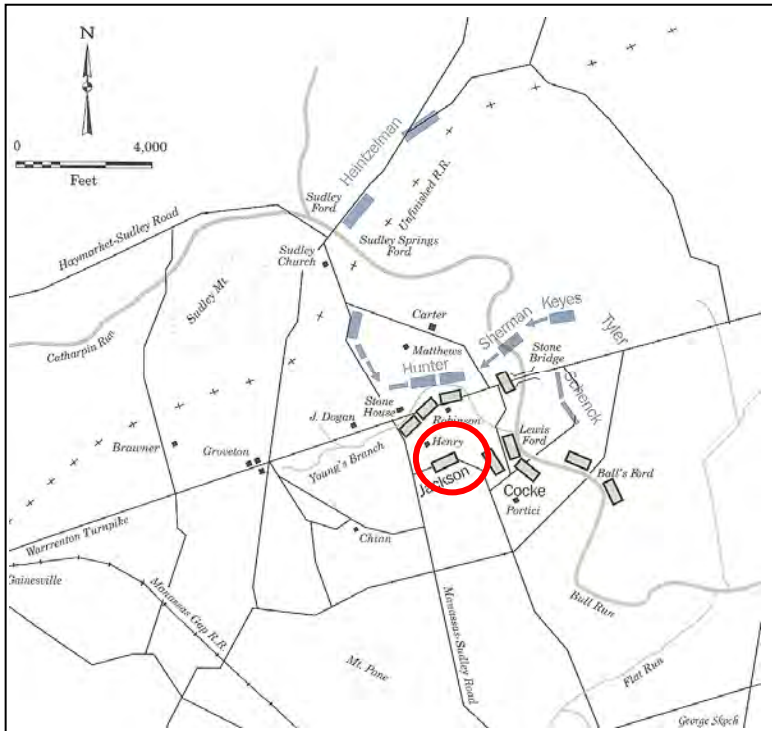 N
0
4,000
Feet
Heintzelman
Unfinished R.R.
Sudley
Ford
Haymarket-Sudley Road
Sudley Springs
Ford
Sudley
Church
Sudley Mt.
Catharpin Run
Carter
Keyes
Sherman
Tyler
Matthews
Stone
Bridge
Hunter
Schenck
Stone
House
J. Dogan
Robinson
Lewis
Ford
Brawner
Groveton
Henry
Young's Branch
Jackson
Ball's Ford
Cocke
Portici
Warrrenton Turnpike
Chinn
Gainesville
Manassas Gap R.R.
Bull Run
Manassas-Sudley Road
Mt. Pone
Flat Run
George Skoch